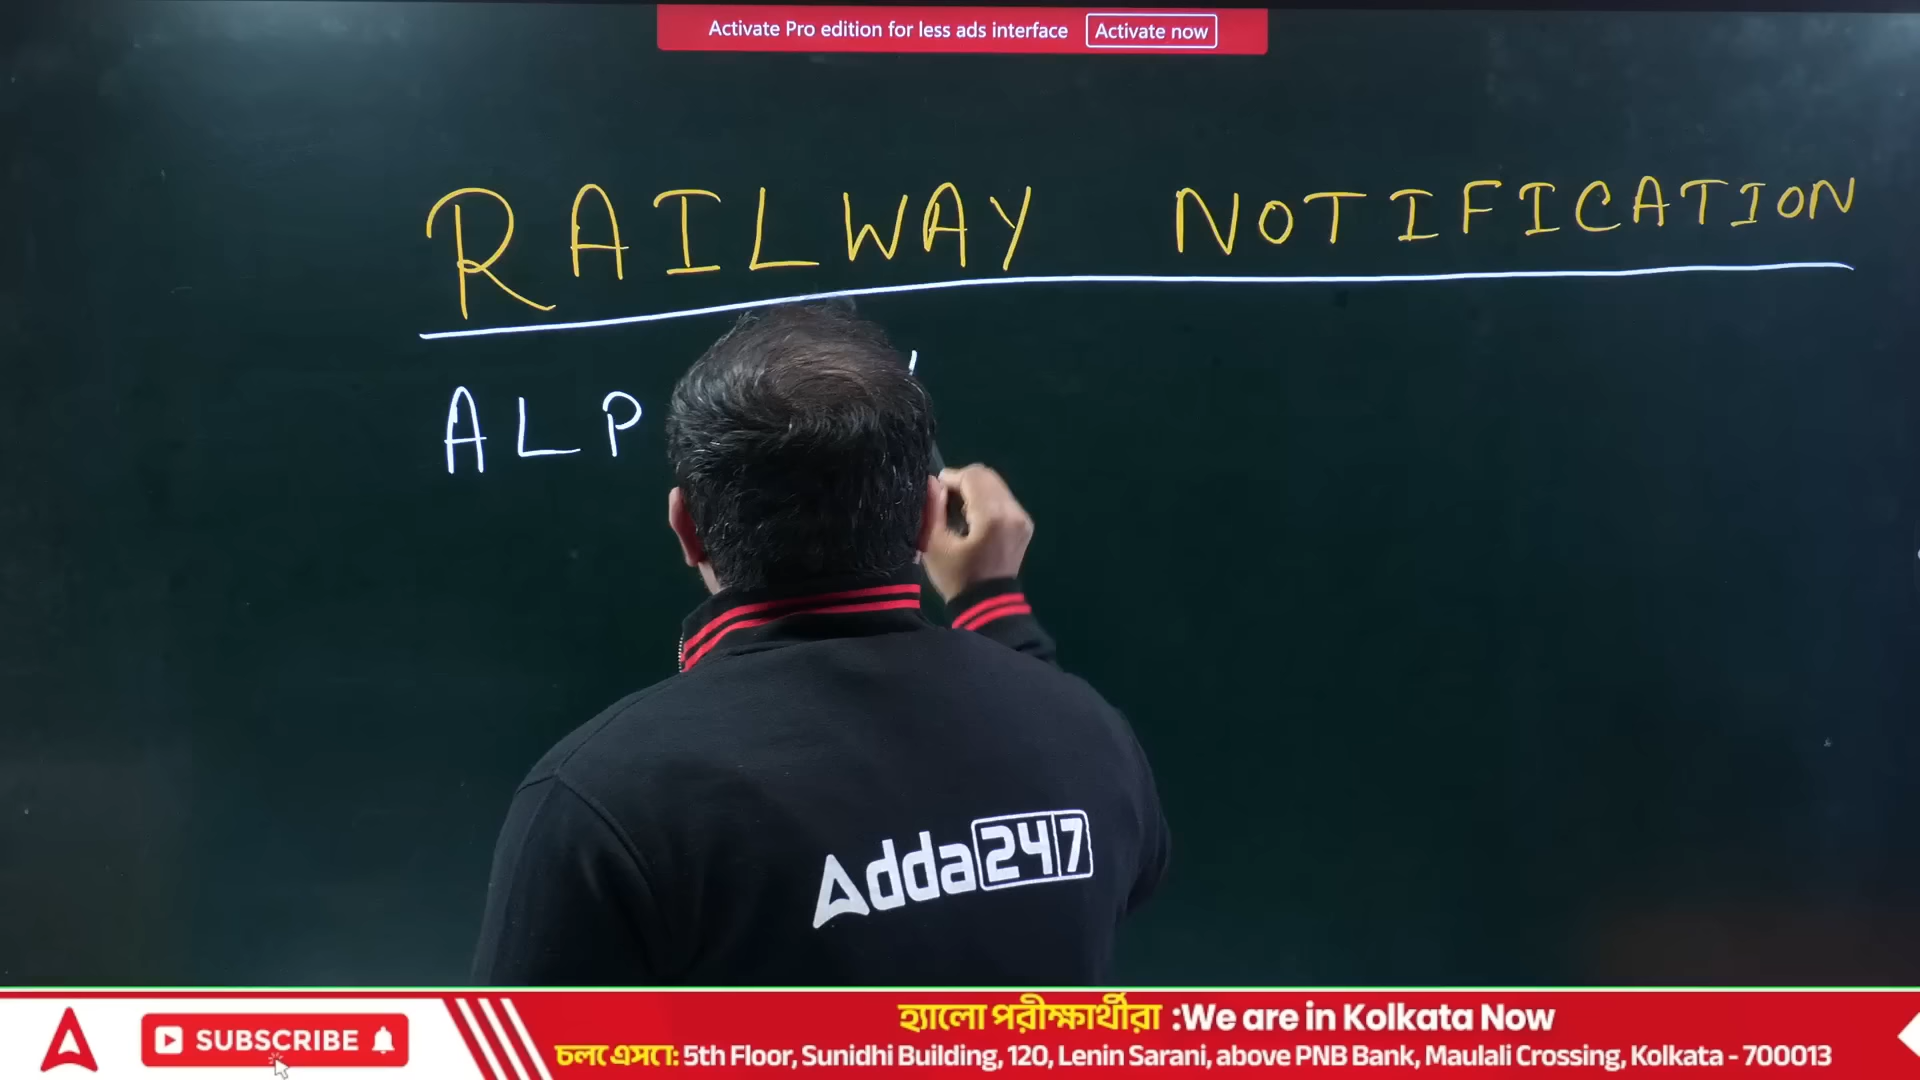 Activate Pro edition for less ads interface Activate now
RAILWAY NOTIFICATION
ALP
Adda247
SUBSCRIBE
হ্যালো পরীক্ষার্থীরা :We are in Kolkata Now
চলে এসো: 5th Floor, Sunidhi Building, 120, Lenin Sarani, above PNB Bank, Maulali Crossing, Kolkata - 700013